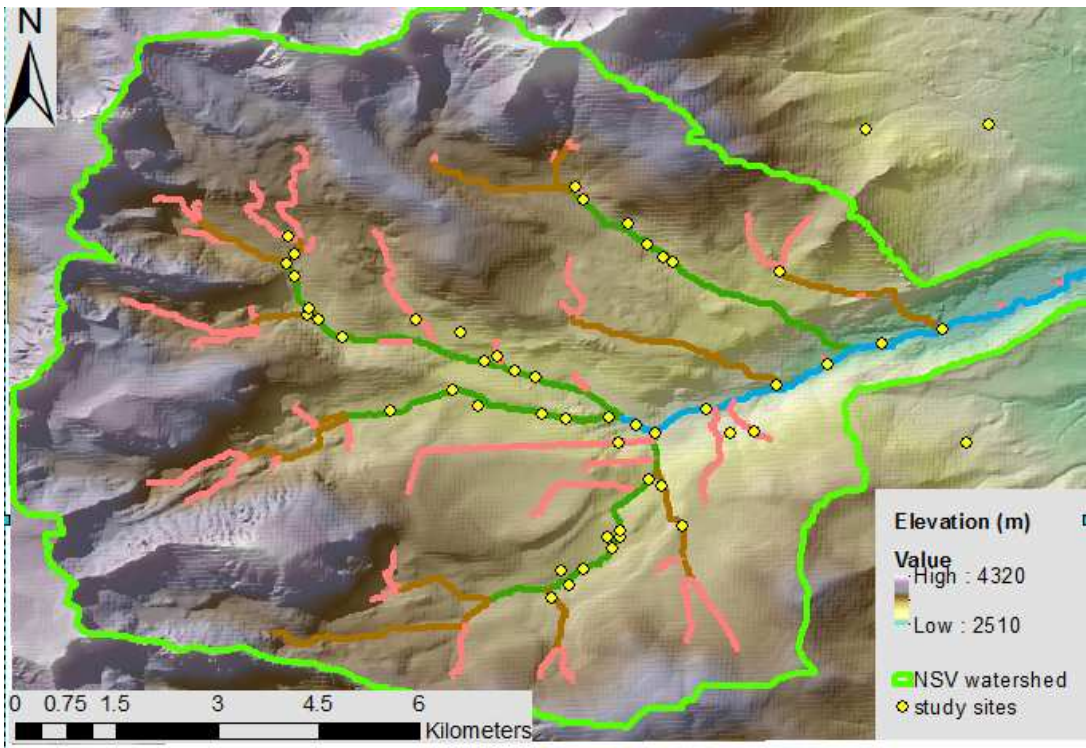 N
Elevation (m)
Value
High : 4320
Low : 2510
NSV watershed
study sites
0 0.75 1.5 3 4.5 6
Kilometers